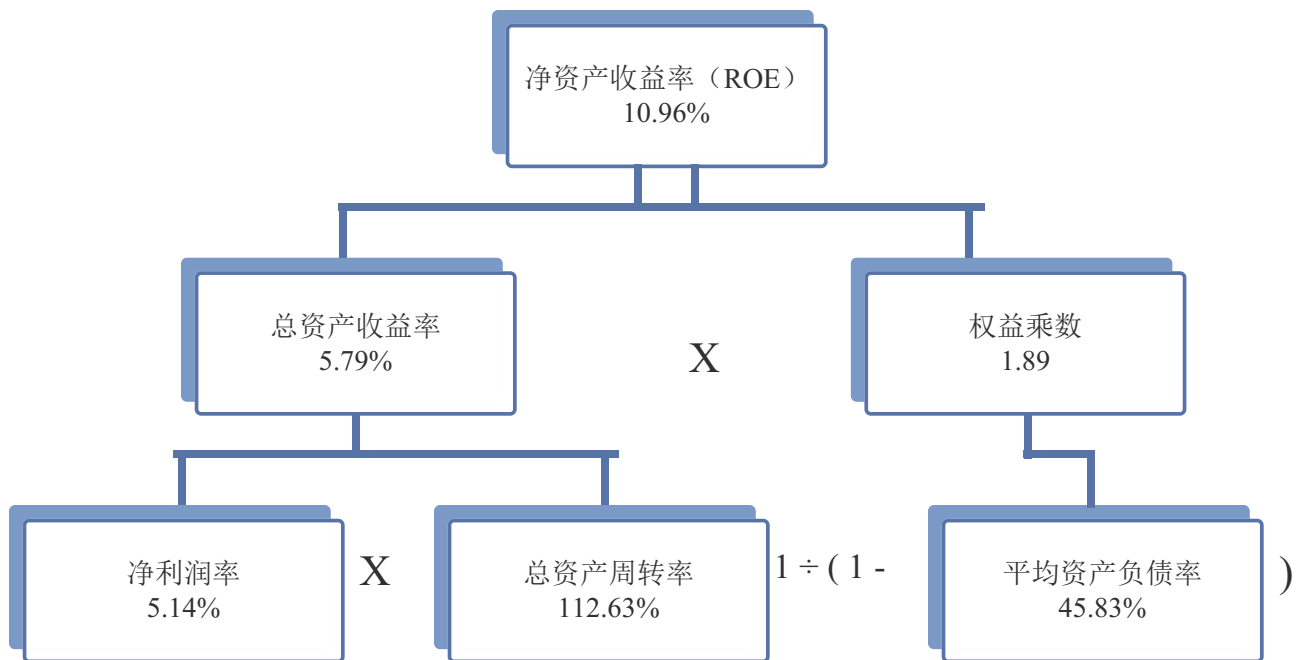 净资产收益率（ROE）
10.96%
总资产收益率
5.79%
X
权益乘数
1.89
净利润率
5.14%
X
总资产周转率
112.63%
1 ÷ ( 1 -
平均资产负债率
45.83%
)